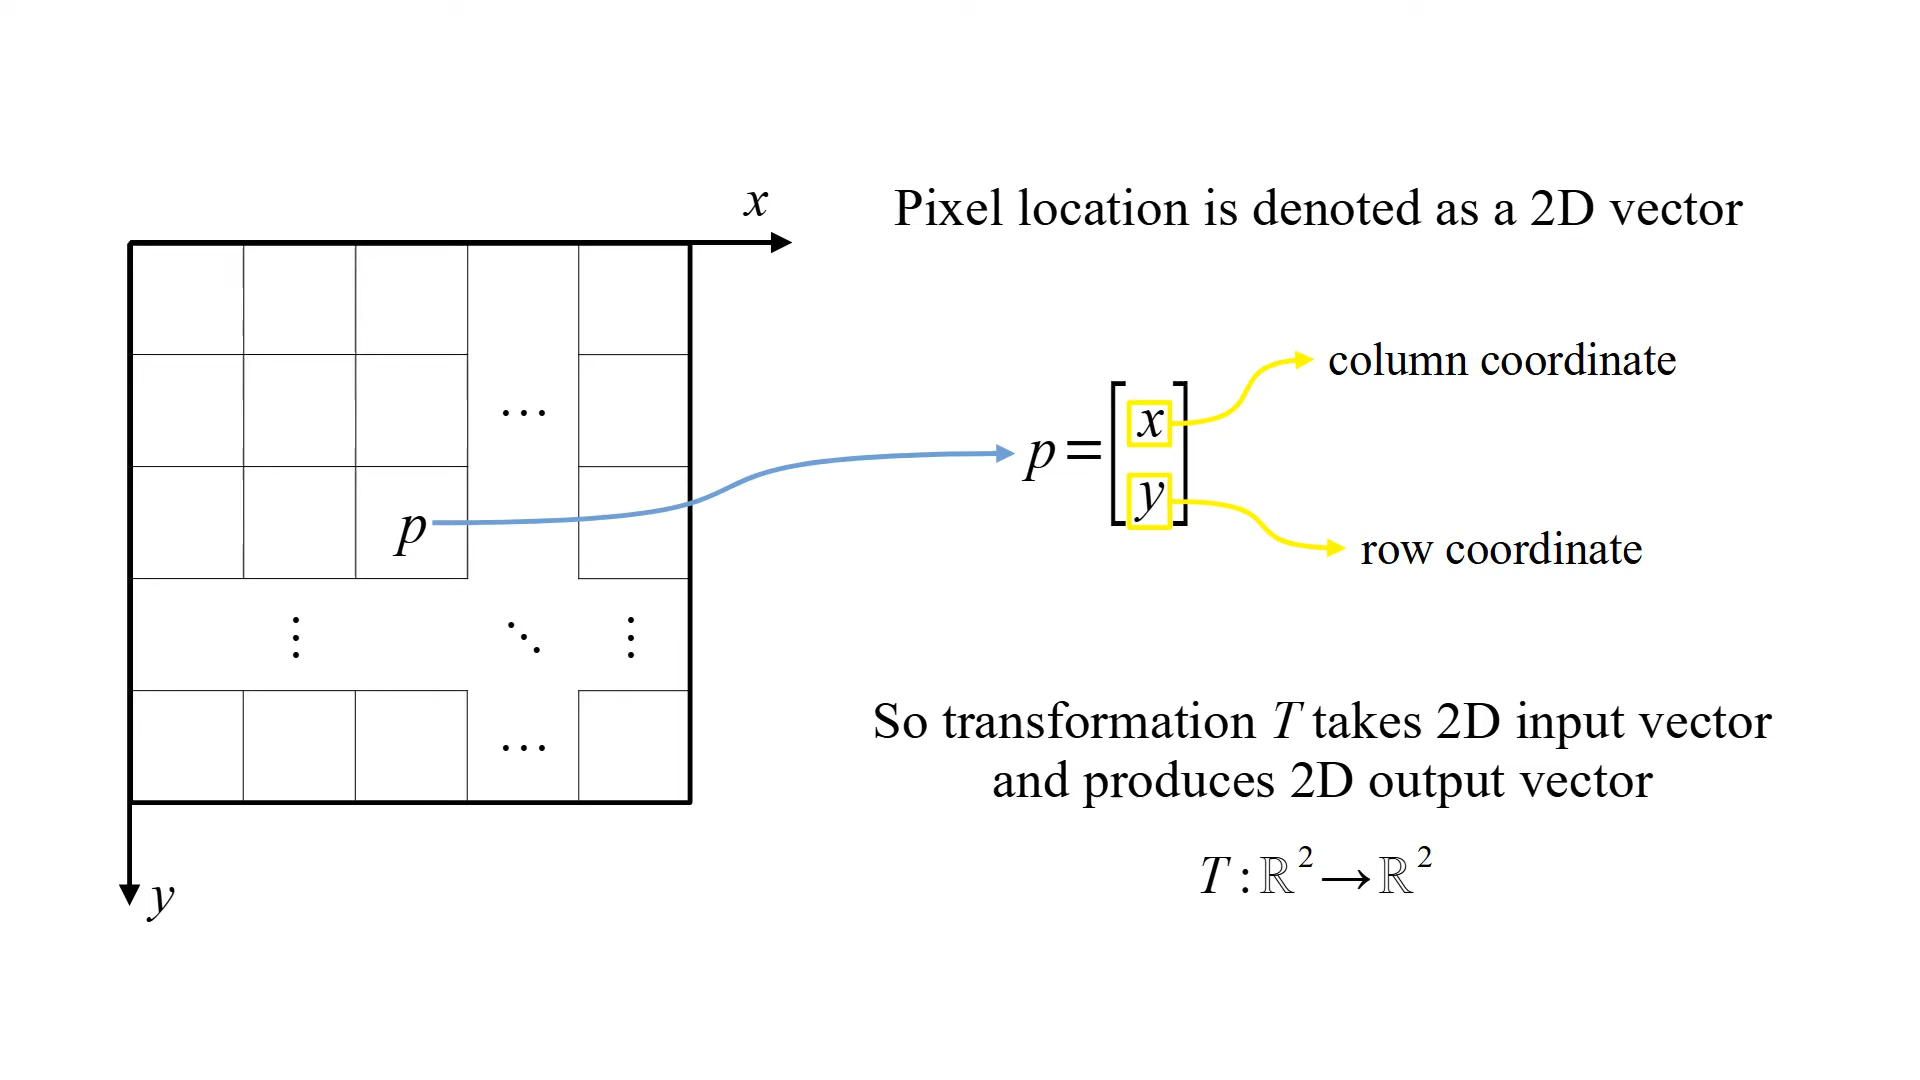 x
Pixel location is denoted as a 2D vector
column coordinate
p = [x y]
row coordinate
p
⋯
⋮ ⋱ ⋮
⋯
y
So transformation T takes 2D input vector
and produces 2D output vector
T : ℝ² → ℝ²